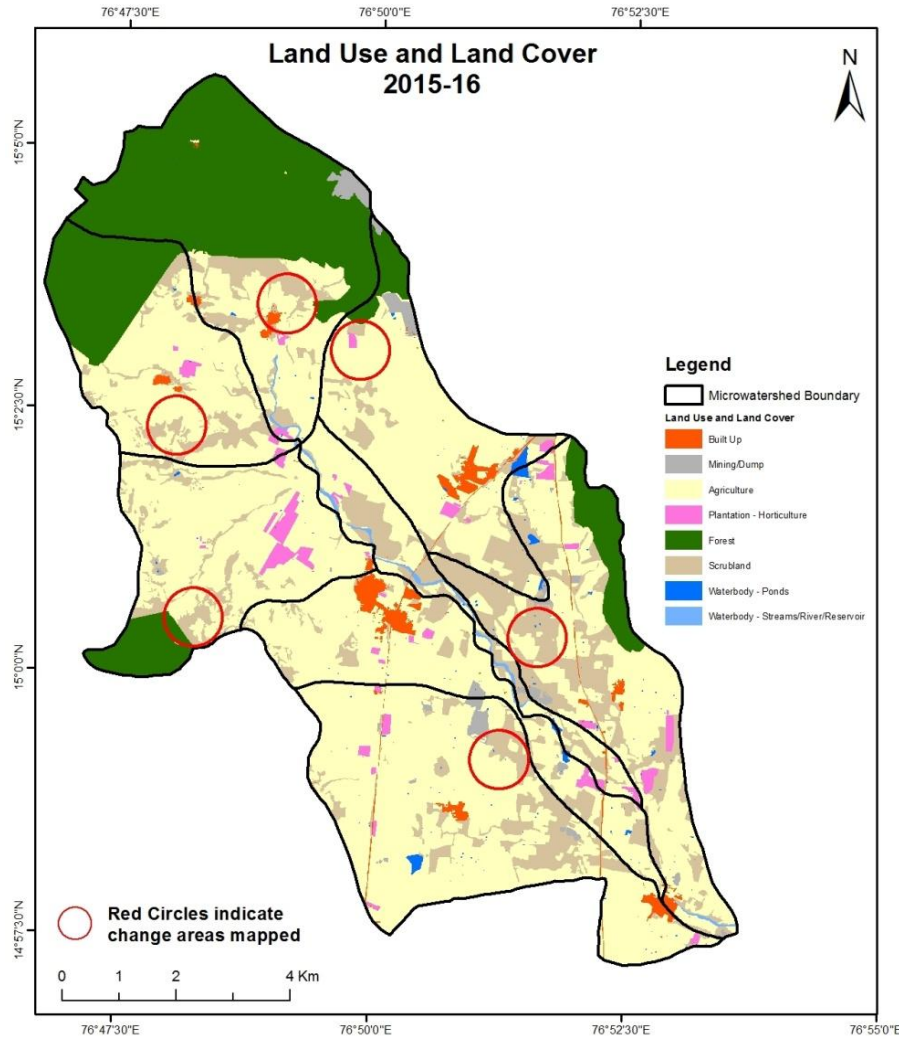 76°47'30"E
76°50'0"E
76°52'30"E
Land Use and Land Cover
2015-16
N
15°5'0"N
15°2'30"N
15°0'0"N
14°57'30"N
Legend
Microwatershed Boundary
Land Use and Land Cover
Built Up
Mining/Dump
Agriculture
Plantation - Horticulture
Forest
Scrubland
Waterbody - Ponds
Waterbody - Streams/River/Reservoir
Red Circles indicate
change areas mapped
0 1 2 4 Km
76°47'30"E
76°50'0"E
76°52'30"E
76°55'0"E